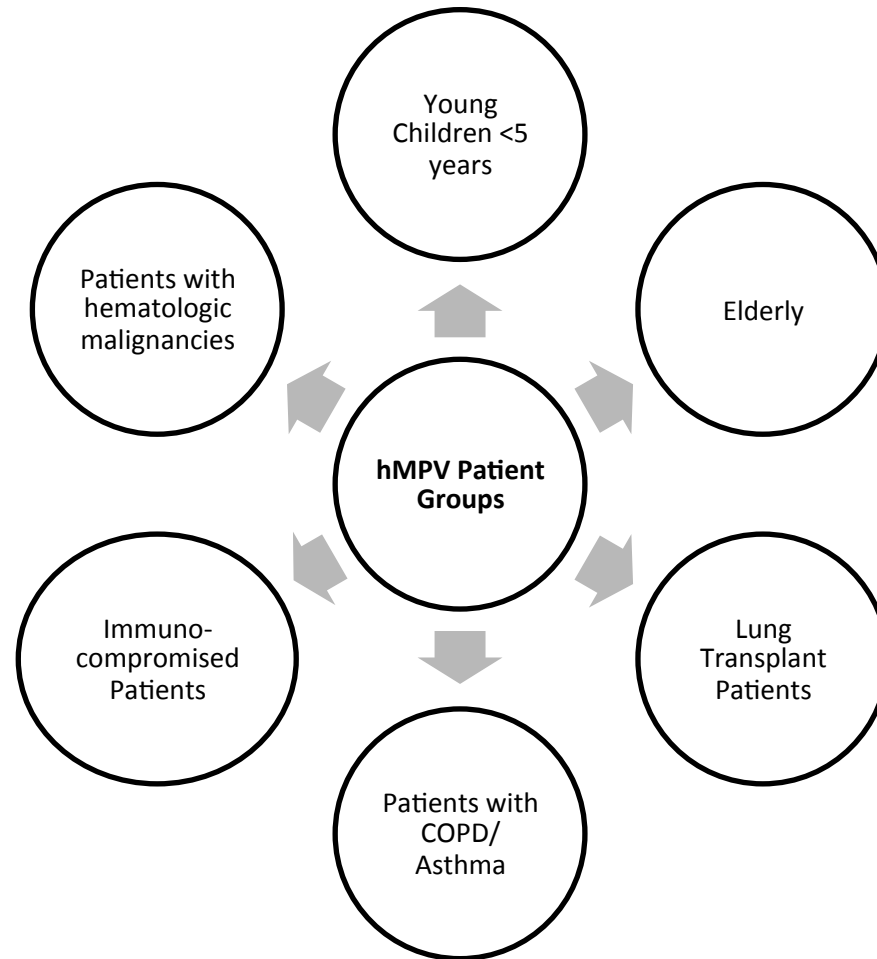 Young
Children <5
years
Patients with
hematologic
malignancies
Elderly
hMPV Patient
Groups
Immuno-
compromised
Patients
Lung
Transplant
Patients
Patients with
COPD/
Asthma